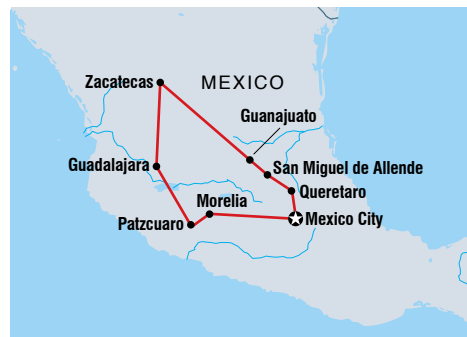 Zacatecas
MEXICO
Guanajuato
Guadalajara
San Miguel de Allende
Queretaro
Morelia
Patzcuaro
Mexico City